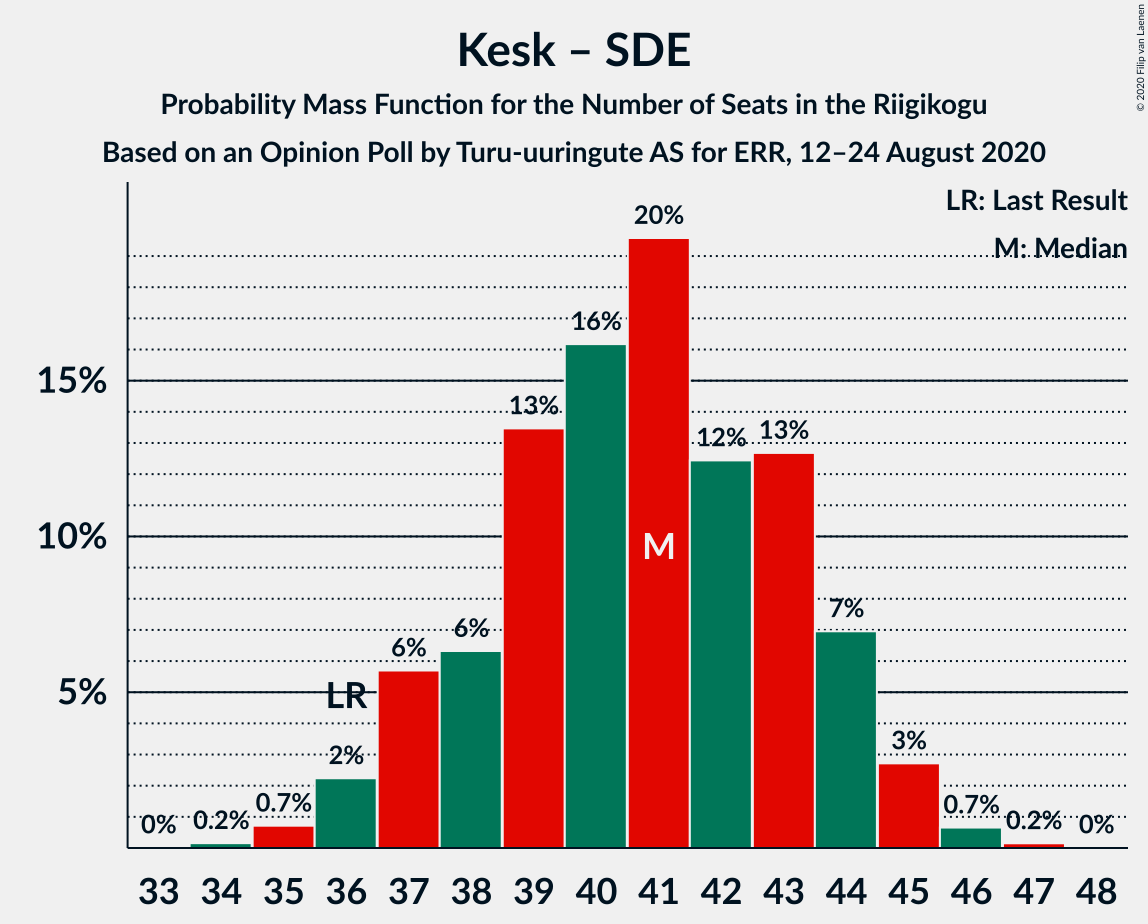 Kesk – SDE
Probability Mass Function for the Number of Seats in the Riigikogu
Based on an Opinion Poll by Turu-uuringute AS for ERR, 12–24 August 2020
© 2020 Filip van Laenen
LR: Last Result
M: Median
20%
16%
15%
13%
12%
13%
10%
M
7%
6%
6%
5%
LR
3%
2%
0.7%
0.7%
0%
0.2%
0.2%
0%
33 34 35 36 37 38 39 40 41 42 43 44 45 46 47 48